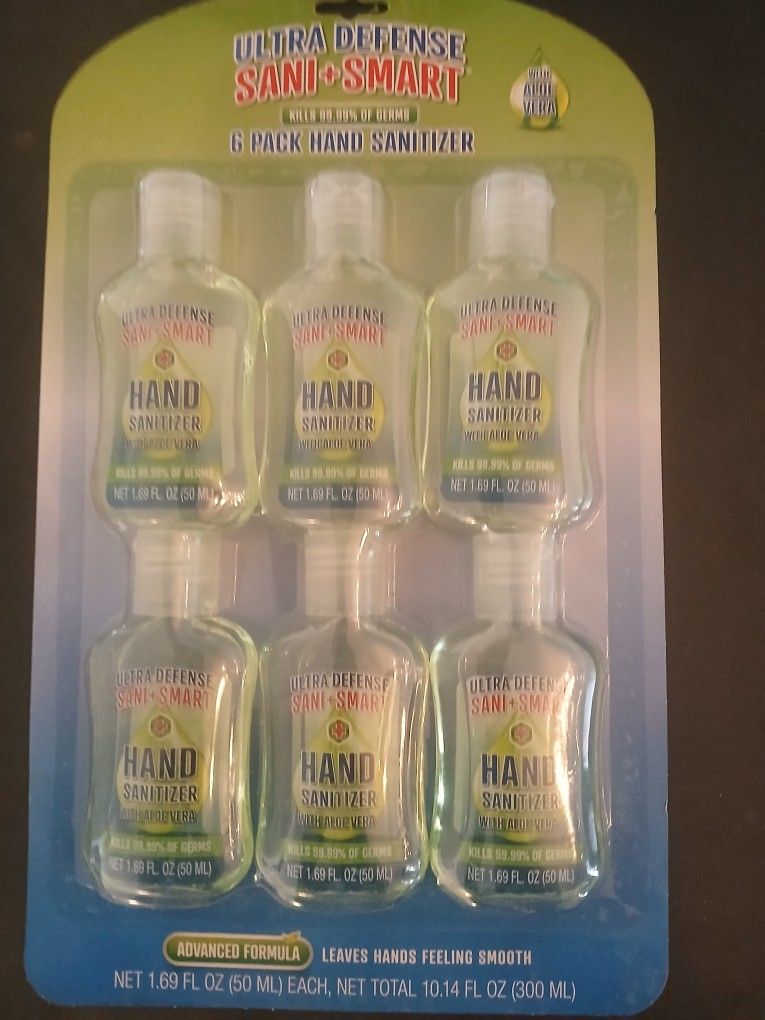 ULTRA DEFENSE
SANI+SMART
KILLS 99.99% OF GERMS
6 PACK HAND SANITIZER
WITH
ALOE
VERA
ULTRA DEFENSE
SANI+SMART
HAND
SANITIZER
WITH ALOE VERA
KILLS 99.99% OF GERMS
NET 1.69 FL. OZ (50 ML)
ULTRA DEFENSE
SANI+SMART
HAND
SANITIZER
WITH ALOE VERA
KILLS 99.99% OF GERMS
NET 1.69 FL. OZ (50 ML)
ULTRA DEFENSE
SANI+SMART
HAND
SANITIZER
WITH ALOE VERA
KILLS 99.99% OF GERMS
NET 1.69 FL. OZ (50 ML)
ULTRA DEFENSE
SANI+SMART
HAND
SANITIZER
WITH ALOE VERA
KILLS 99.99% OF GERMS
NET 1.69 FL. OZ (50 ML)
ULTRA DEFENSE
SANI+SMART
HAND
SANITIZER
WITH ALOE VERA
KILLS 99.99% OF GERMS
NET 1.69 FL. OZ (50 ML)
ULTRA DEFENSE
SANI+SMART
HAND
SANITIZER
WITH ALOE VERA
KILLS 99.99% OF GERMS
NET 1.69 FL. OZ (50 ML)
ADVANCED FORMULA LEAVES HANDS FEELING SMOOTH
NET 1.69 FL OZ (50 ML) EACH, NET TOTAL 10.14 FL OZ (300 ML)